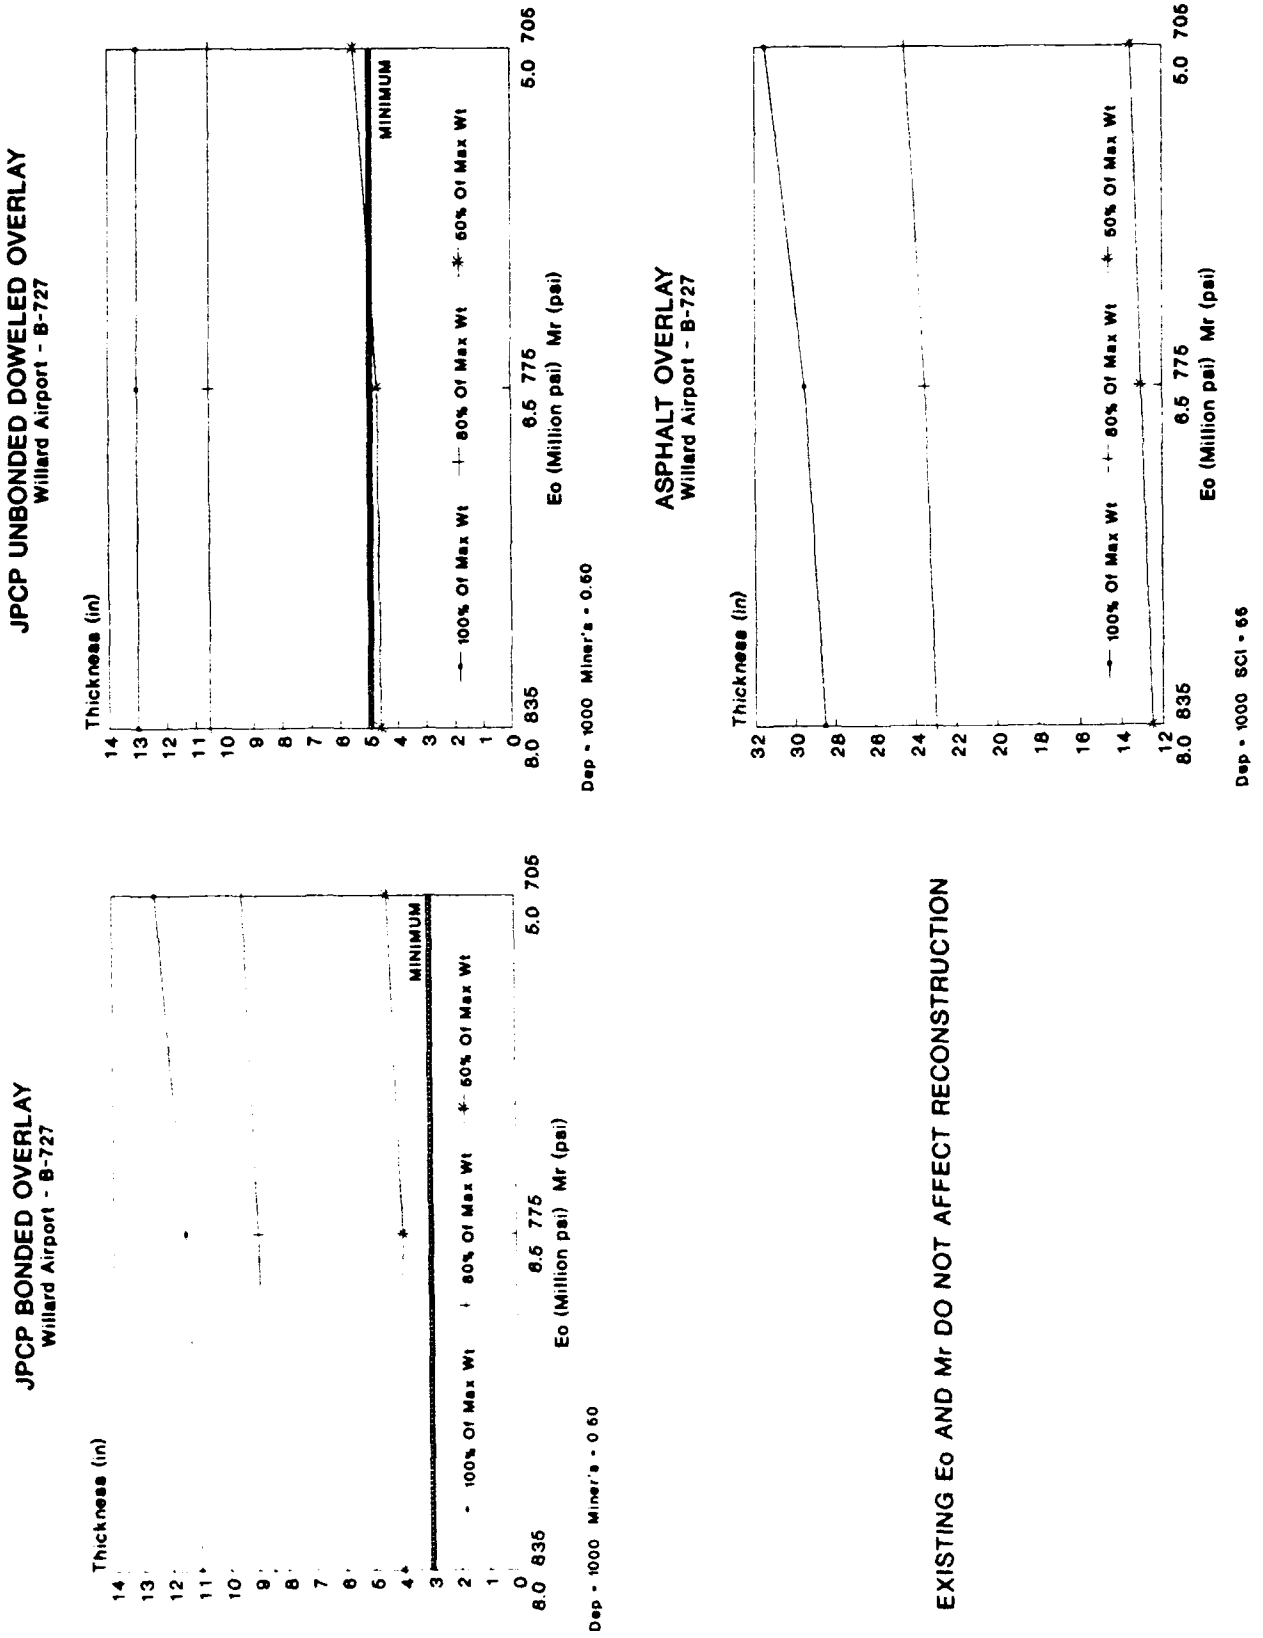 JPCP BONDED OVERLAY
Willard Airport - B-727
Thickness (in)
14
13
12
11
10
9
8
7
6
5
4
3
2
1
0
MINIMUM
100% Of Max Wt
80% Of Max Wt
60% Of Max Wt
8.0 835
6.5 775
5.0 705
Eo (Million psi) Mr (psi)
Dep = 1000 Miner's = 0.60
JPCP UNBONDED DOWELED OVERLAY
Willard Airport - B-727
Thickness (in)
14
13
12
11
10
9
8
7
6
5
4
3
2
1
0
MINIMUM
100% Of Max Wt
80% Of Max Wt
60% Of Max Wt
8.0 835
6.5 775
5.0 705
Eo (Million psi) Mr (psi)
Dep = 1000 Miner's = 0.60
EXISTING Eo AND Mr DO NOT AFFECT RECONSTRUCTION
ASPHALT OVERLAY
Willard Airport - B-727
Thickness (in)
32
30
28
26
24
22
20
18
16
14
12
100% Of Max Wt
80% Of Max Wt
60% Of Max Wt
8.0 835
6.5 775
5.0 705
Eo (Million psi) Mr (psi)
Dep = 1000 SCI = 55